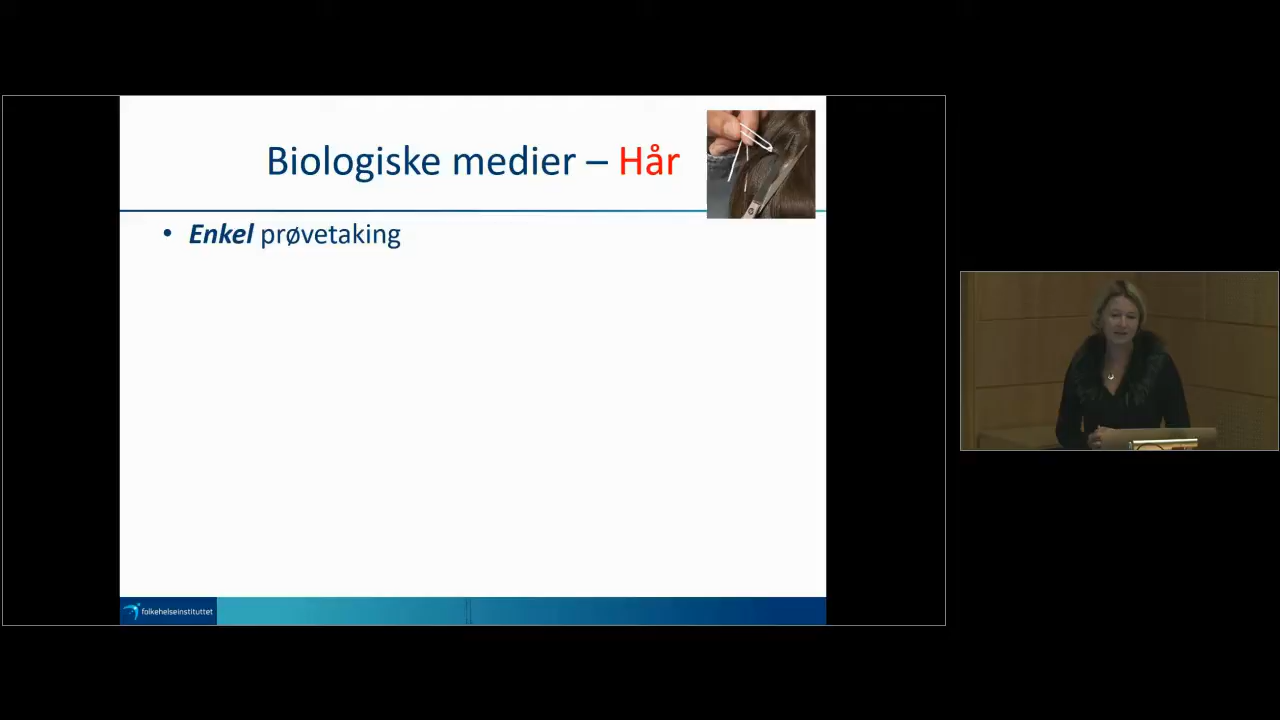 Biologiske medier – Hår
• Enkel prøvetaking
folkehelseinstituttet